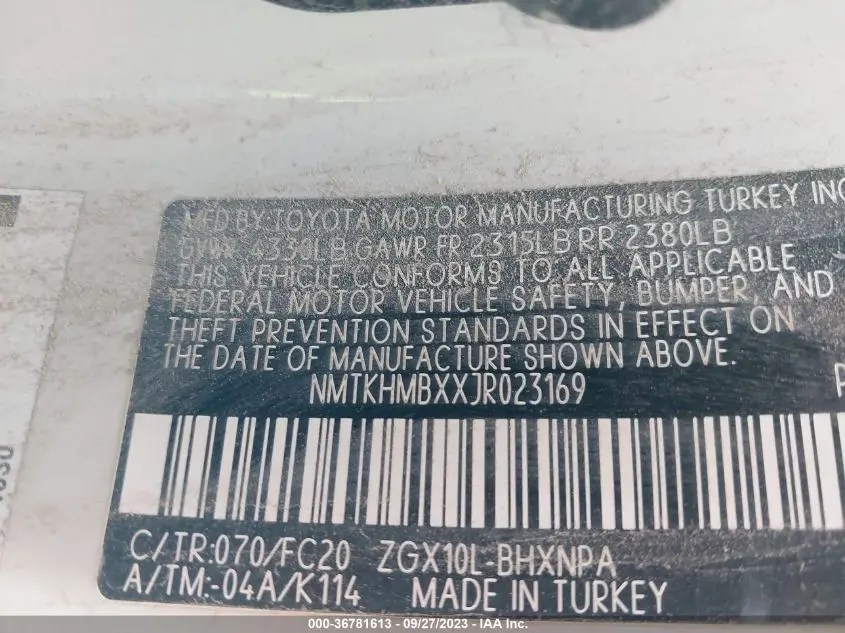 MFD BY TOYOTA MOTOR MANUFACTURING TURKEY INC
GVWR 4330LB GAWR FR 2315LB RR 2380LB
THIS VEHICLE CONFORMS TO ALL APPLICABLE
FEDERAL MOTOR VEHICLE SAFETY, BUMPER, AND
THEFT PREVENTION STANDARDS IN EFFECT ON
THE DATE OF MANUFACTURE SHOWN ABOVE.
NMTKHMBXXJR023169
C/TR:070/FC20 ZGX10L-BHXNPA
A/TM:-04A/K114 MADE IN TURKEY
000-36781613 - 09/27/2023 - IAA Inc.